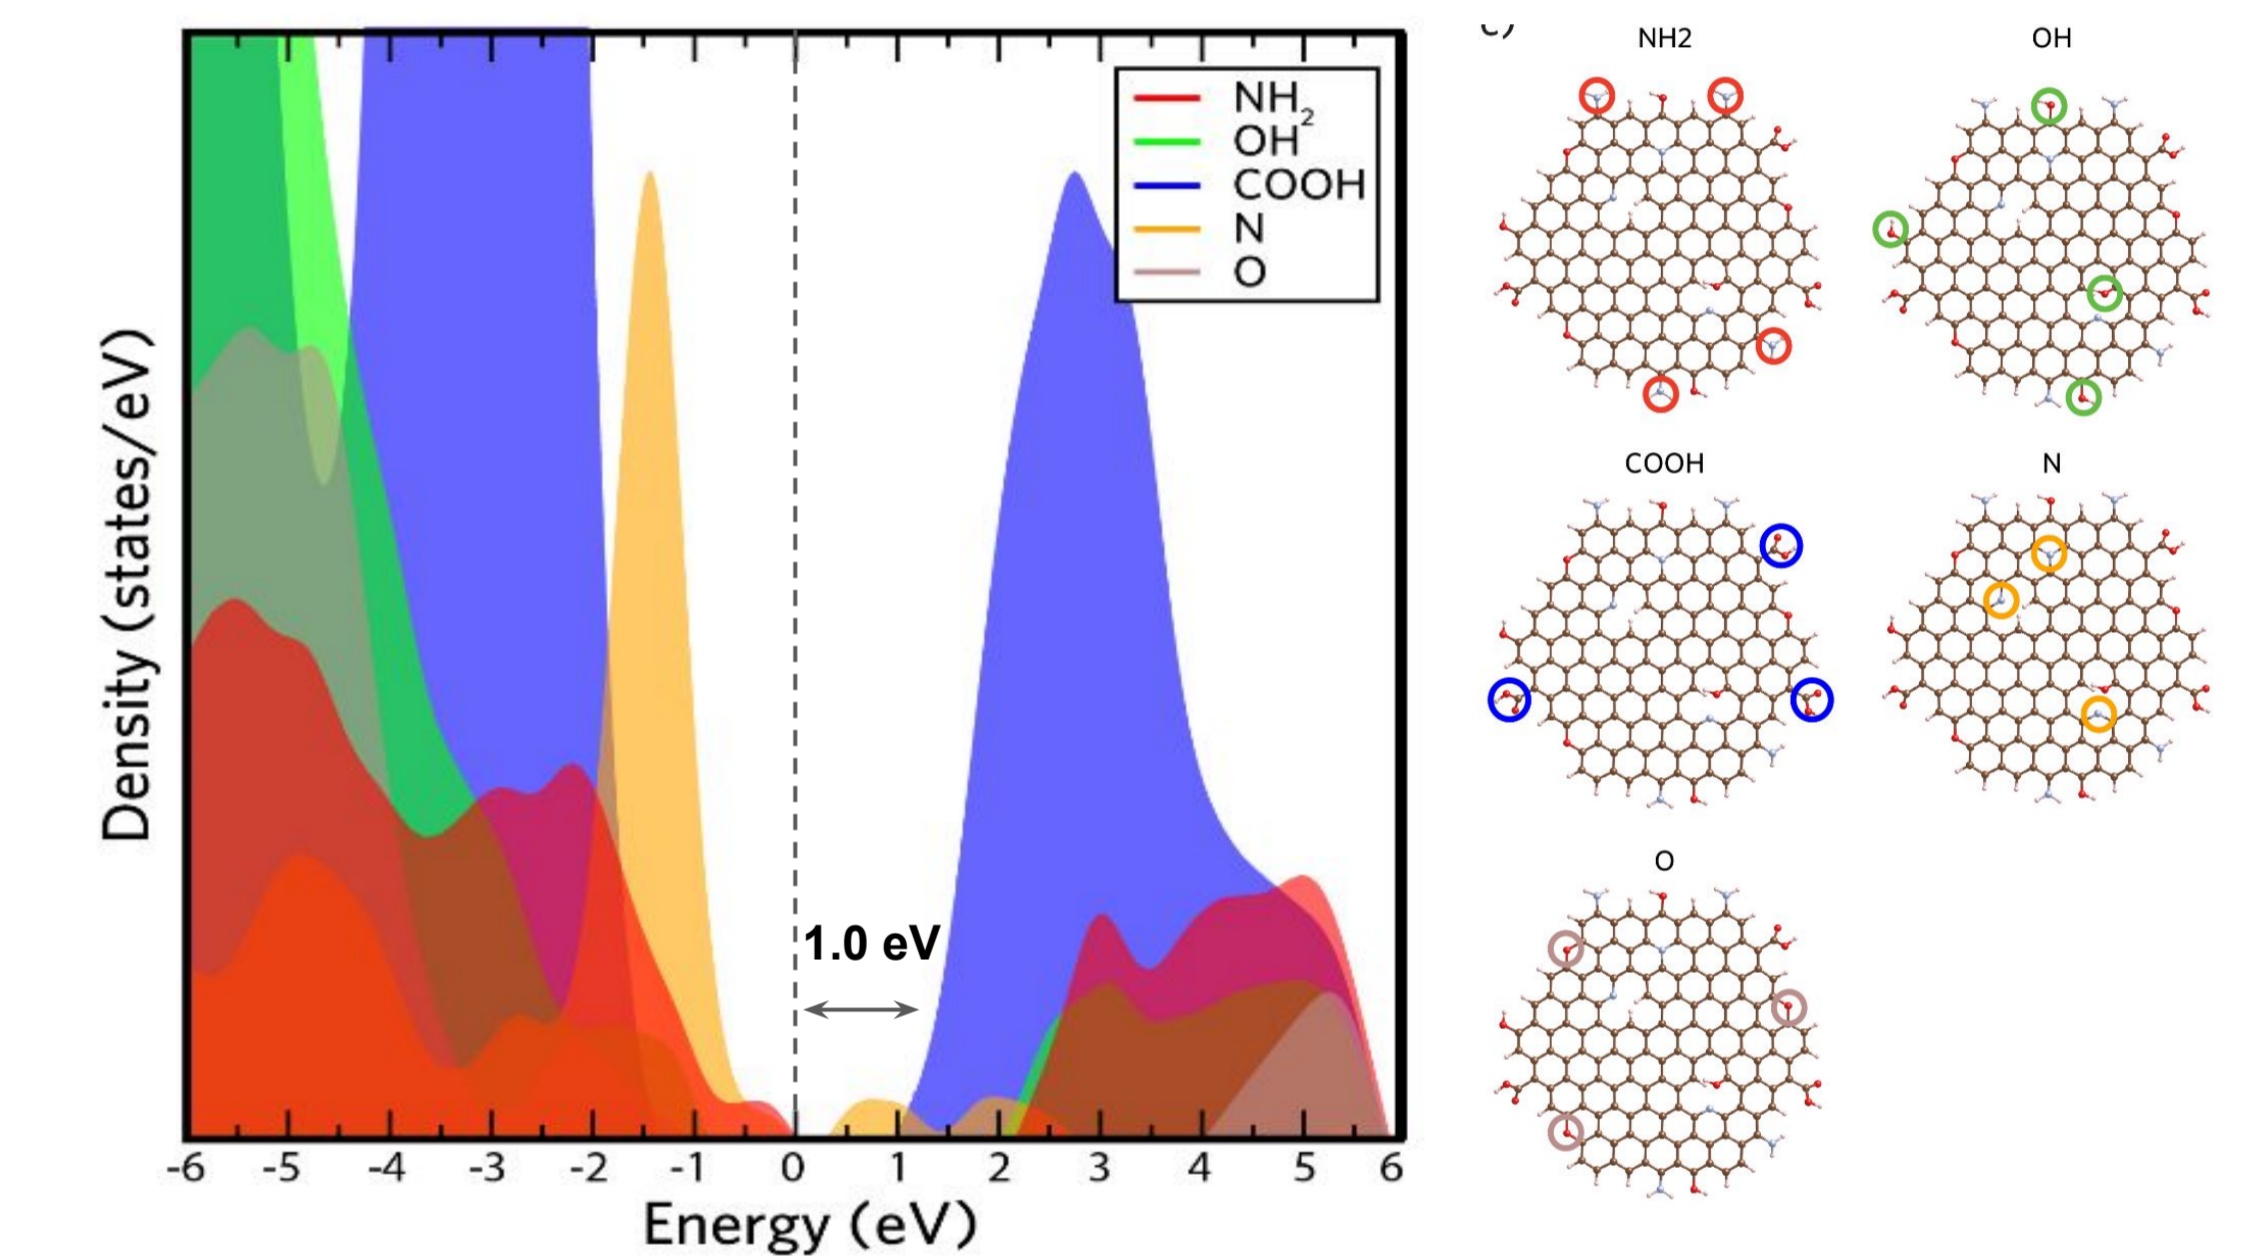 NH2
OH
NH2
OH
COOH
N
O
COOH
N
O
1.0 eV
Density (states/eV)
-6 -5 -4 -3 -2 -1 0 1 2 3 4 5 6
Energy (eV)